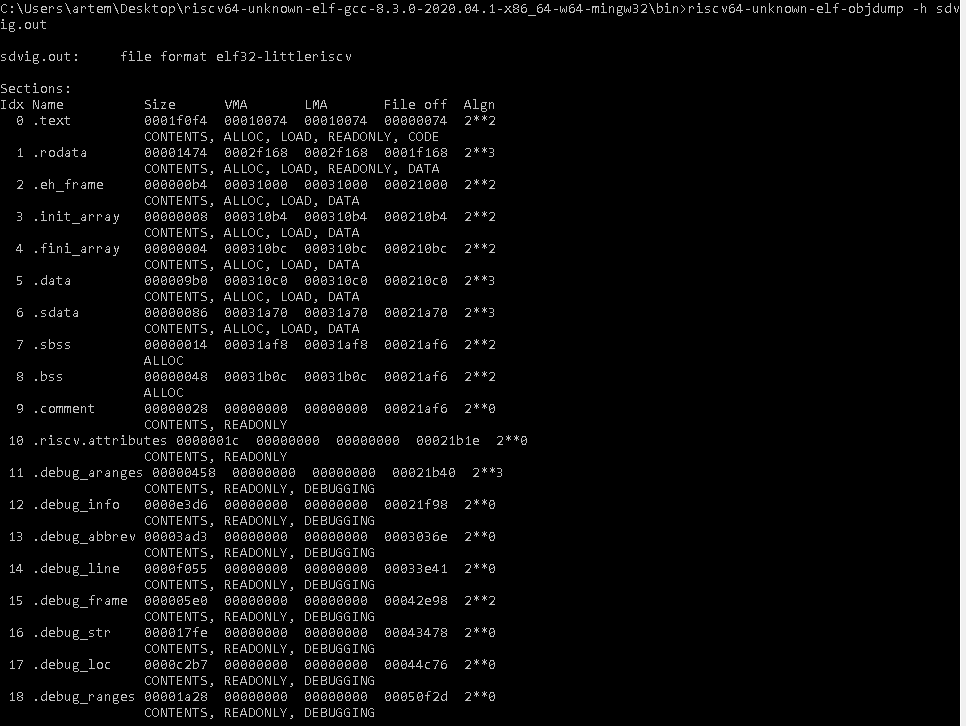 C:\Users\artem\Desktop\riscv64-unknown-elf-gcc-8.3.0-2020.04.1-x86_64-w64-mingw32\bin>riscv64-unknown-elf-objdump -h sdv
ig.out

sdvig.out:     file format elf32-littleriscv

Sections:
Idx Name          Size      VMA       LMA       File off  Algn
  0 .text         0001f0f4  00010074  00010074  00000074  2**2
                  CONTENTS, ALLOC, LOAD, READONLY, CODE
  1 .rodata       00001474  0002f168  0002f168  0001f168  2**3
                  CONTENTS, ALLOC, LOAD, READONLY, DATA
  2 .eh_frame     000000b4  00031000  00031000  00021000  2**2
                  CONTENTS, ALLOC, LOAD, DATA
  3 .init_array   00000008  000310b4  000310b4  000210b4  2**2
                  CONTENTS, ALLOC, LOAD, DATA
  4 .fini_array   00000004  000310bc  000310bc  000210bc  2**2
                  CONTENTS, ALLOC, LOAD, DATA
  5 .data         000009b0  000310c0  000310c0  000210c0  2**3
                  CONTENTS, ALLOC, LOAD, DATA
  6 .sdata        00000086  00031a70  00031a70  00021a70  2**3
                  CONTENTS, ALLOC, LOAD, DATA
  7 .sbss         00000014  00031af8  00031af8  00021af6  2**2
                  ALLOC
  8 .bss          00000048  00031b0c  00031b0c  00021af6  2**2
                  ALLOC
  9 .comment      00000028  00000000  00000000  00021af6  2**0
                  CONTENTS, READONLY
 10 .riscv.attributes 0000001c  00000000  00000000  00021b1e  2**0
                  CONTENTS, READONLY
 11 .debug_aranges 00000458  00000000  00000000  00021b40  2**3
                  CONTENTS, READONLY, DEBUGGING
 12 .debug_info   0000e3d6  00000000  00000000  00021f98  2**0
                  CONTENTS, READONLY, DEBUGGING
 13 .debug_abbrev 00003ad3  00000000  00000000  0003036e  2**0
                  CONTENTS, READONLY, DEBUGGING
 14 .debug_line   0000f055  00000000  00000000  00033e41  2**0
                  CONTENTS, READONLY, DEBUGGING
 15 .debug_frame  000005e0  00000000  00000000  00042e98  2**2
                  CONTENTS, READONLY, DEBUGGING
 16 .debug_str    000017fe  00000000  00000000  00043478  2**0
                  CONTENTS, READONLY, DEBUGGING
 17 .debug_loc    0000c2b7  00000000  00000000  00044c76  2**0
                  CONTENTS, READONLY, DEBUGGING
 18 .debug_ranges 00001a28  00000000  00000000  00050f2d  2**0
                  CONTENTS, READONLY, DEBUGGING